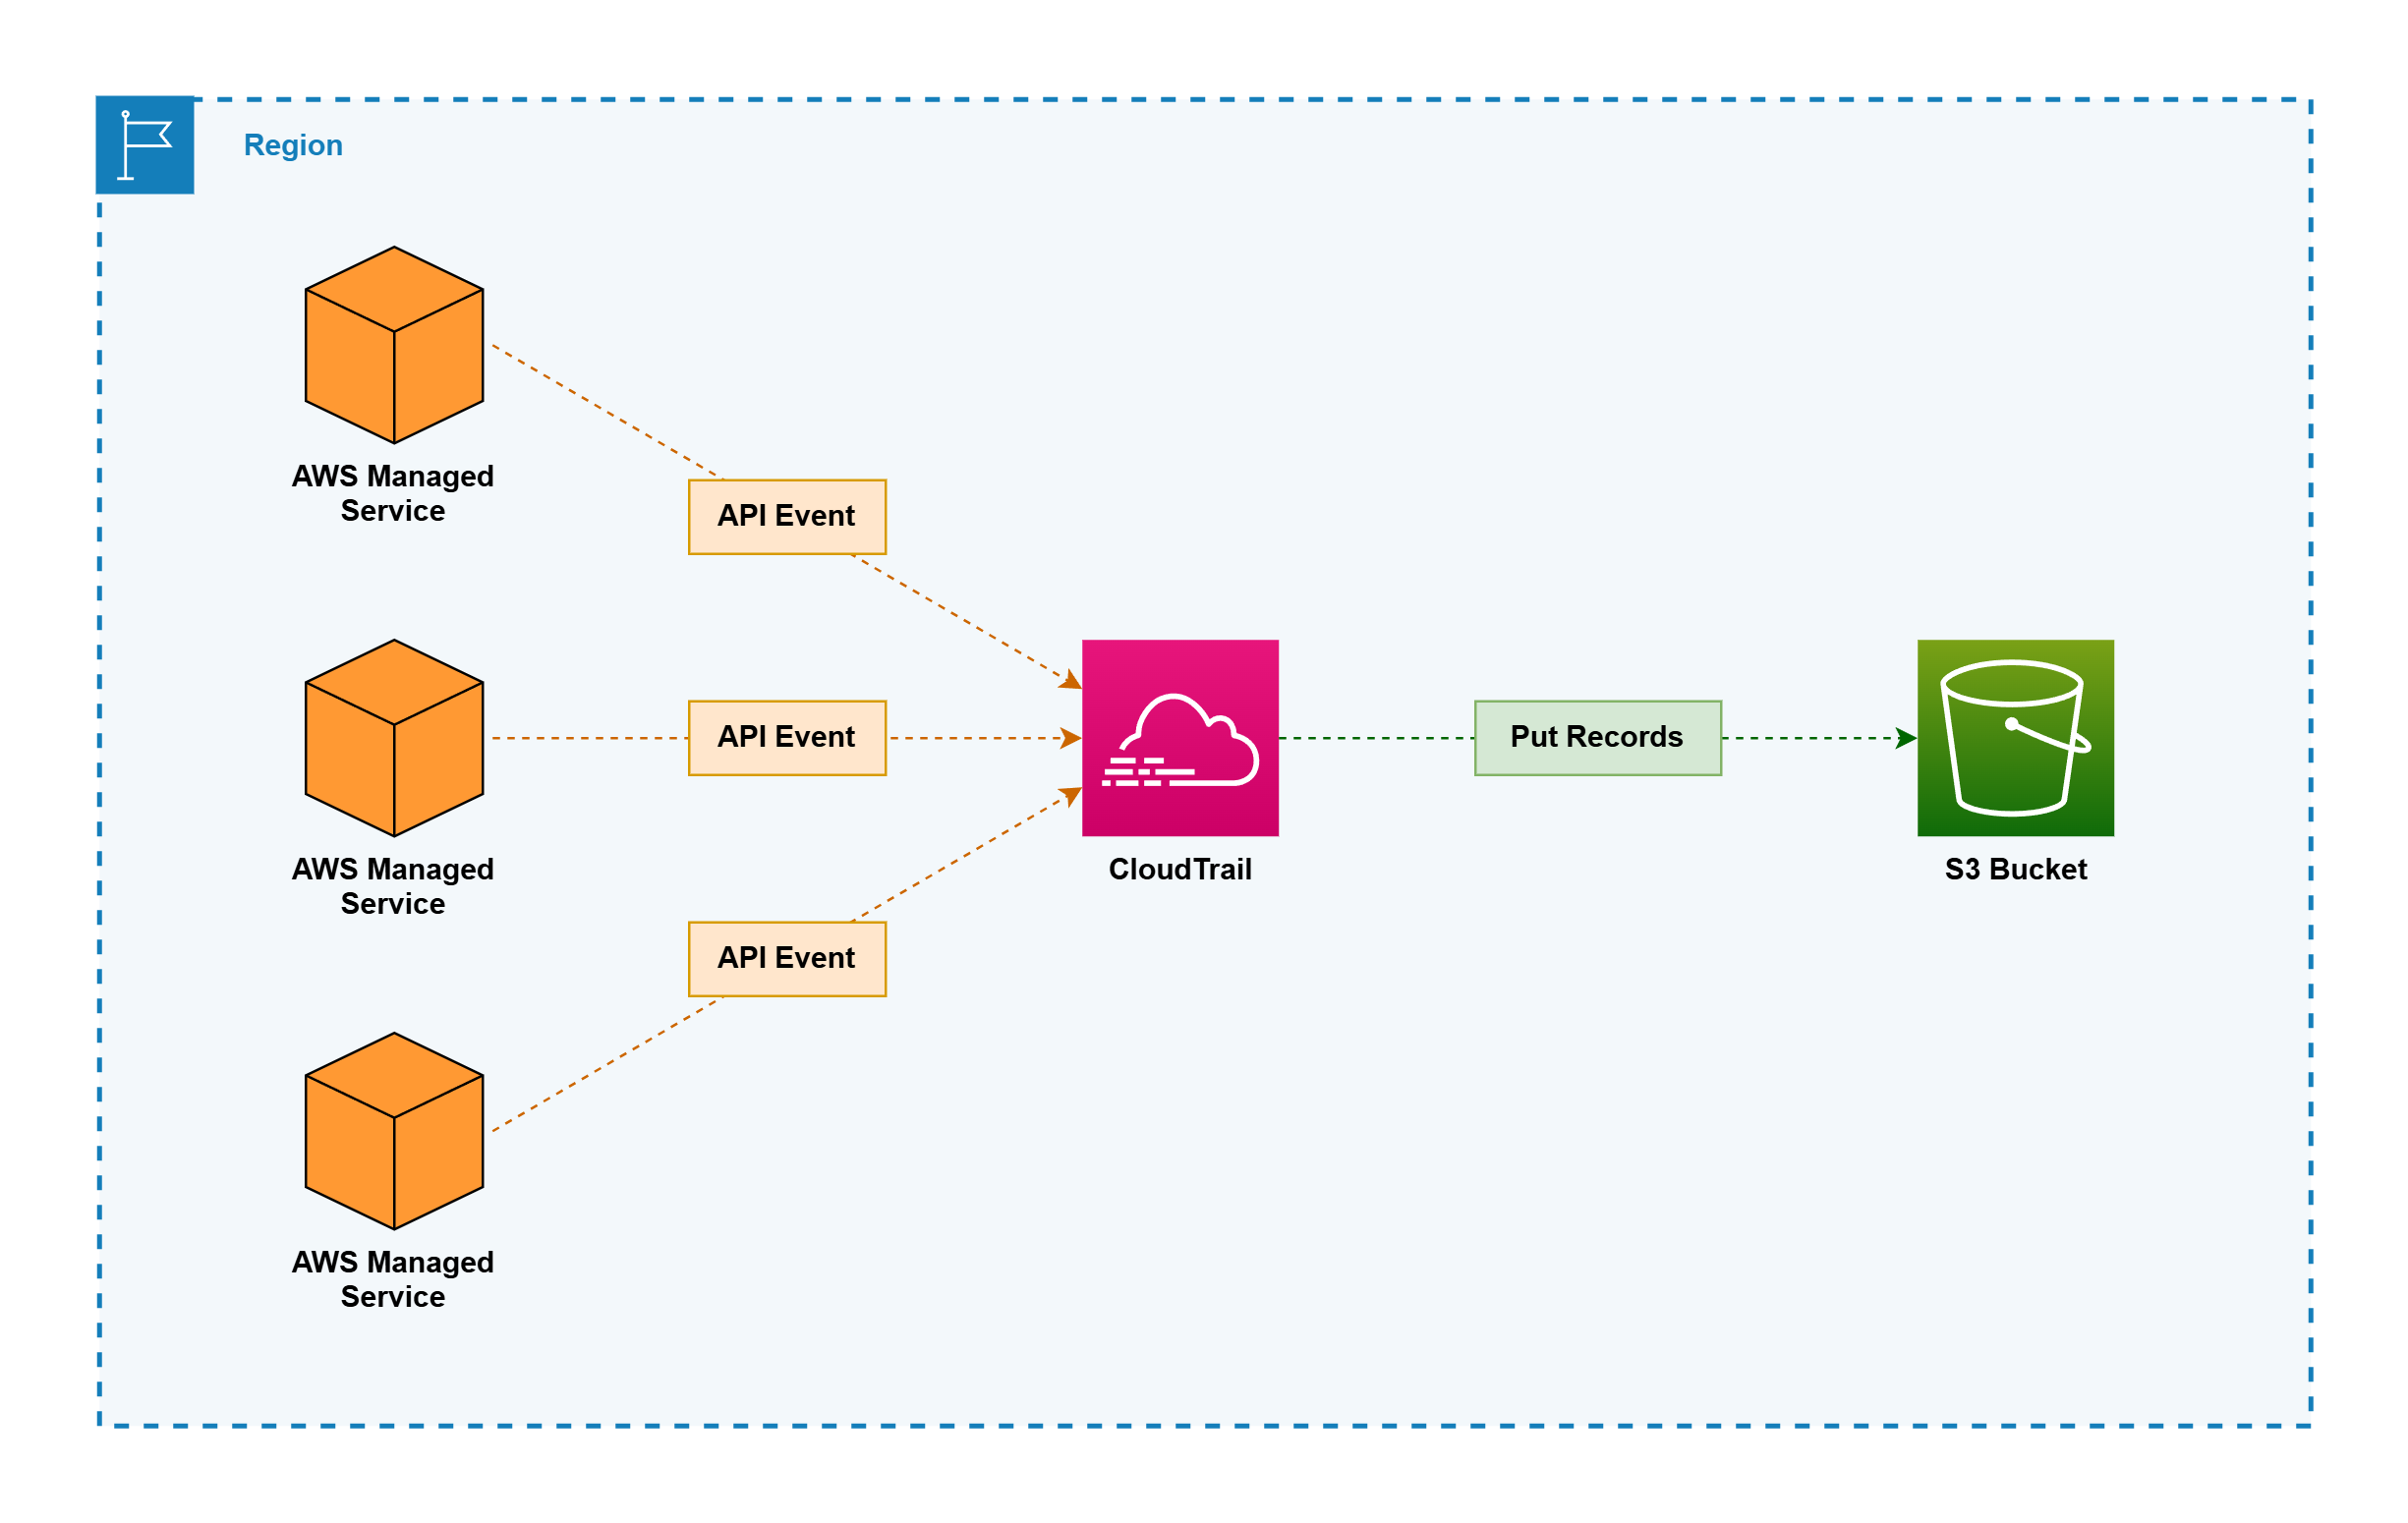 Region
AWS Managed
Service
API Event
AWS Managed
Service
API Event
CloudTrail
Put Records
S3 Bucket
API Event
AWS Managed
Service